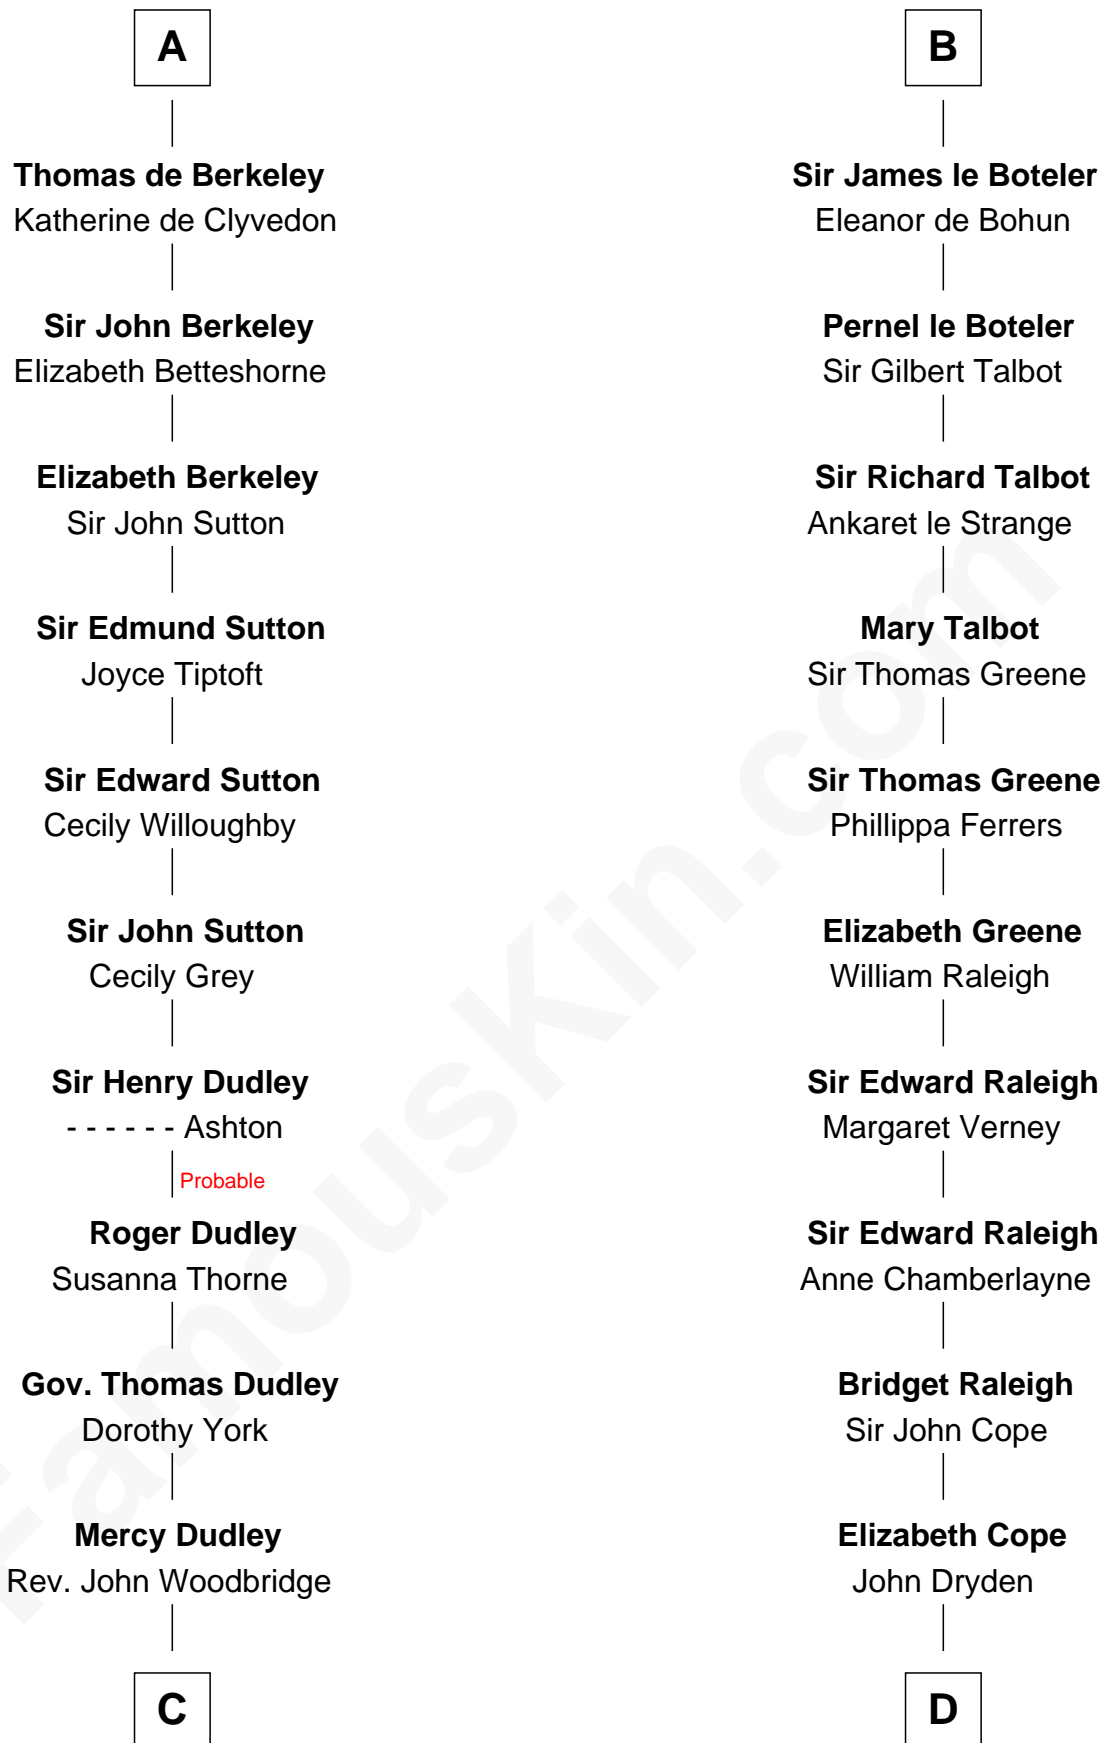 A
Thomas de Berkeley
Katherine de Clyvedon
Sir John Berkeley
Elizabeth Betteshorne
Elizabeth Berkeley
Sir John Sutton
Sir Edmund Sutton
Joyce Tiptoft
Sir Edward Sutton
Cecily Willoughby
Sir John Sutton
Cecily Grey
Sir Henry Dudley
- - - - - - Ashton
Probable
Roger Dudley
Susanna Thorne
Gov. Thomas Dudley
Dorothy York
Mercy Dudley
Rev. John Woodbridge
C
B
Sir James le Boteler
Eleanor de Bohun
Pernel le Boteler
Sir Gilbert Talbot
Sir Richard Talbot
Ankaret le Strange
Mary Talbot
Sir Thomas Greene
Sir Thomas Greene
Phillippa Ferrers
Elizabeth Greene
William Raleigh
Sir Edward Raleigh
Margaret Verney
Sir Edward Raleigh
Anne Chamberlayne
Bridget Raleigh
Sir John Cope
Elizabeth Cope
John Dryden
D
FamousKin.com